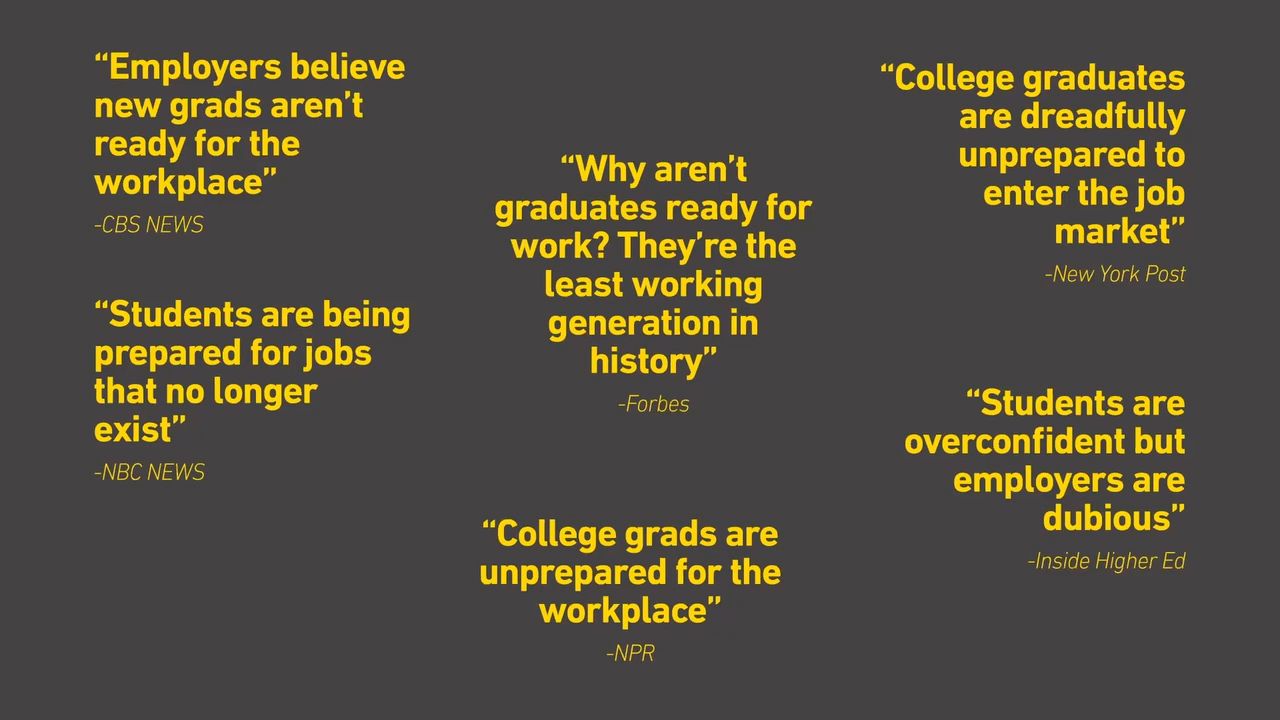 “Employers believe
new grads aren’t
ready for the
workplace”
-CBS NEWS
“Students are being
prepared for jobs
that no longer
exist”
-NBC NEWS
“Why aren’t
graduates ready for
work? They’re the
least working
generation in
history”
-Forbes
“College grads are
unprepared for the
workplace”
-NPR
“College graduates
are dreadfully
unprepared to
enter the job
market”
-New York Post
“Students are
overconfident but
employers are
dubious”
-Inside Higher Ed